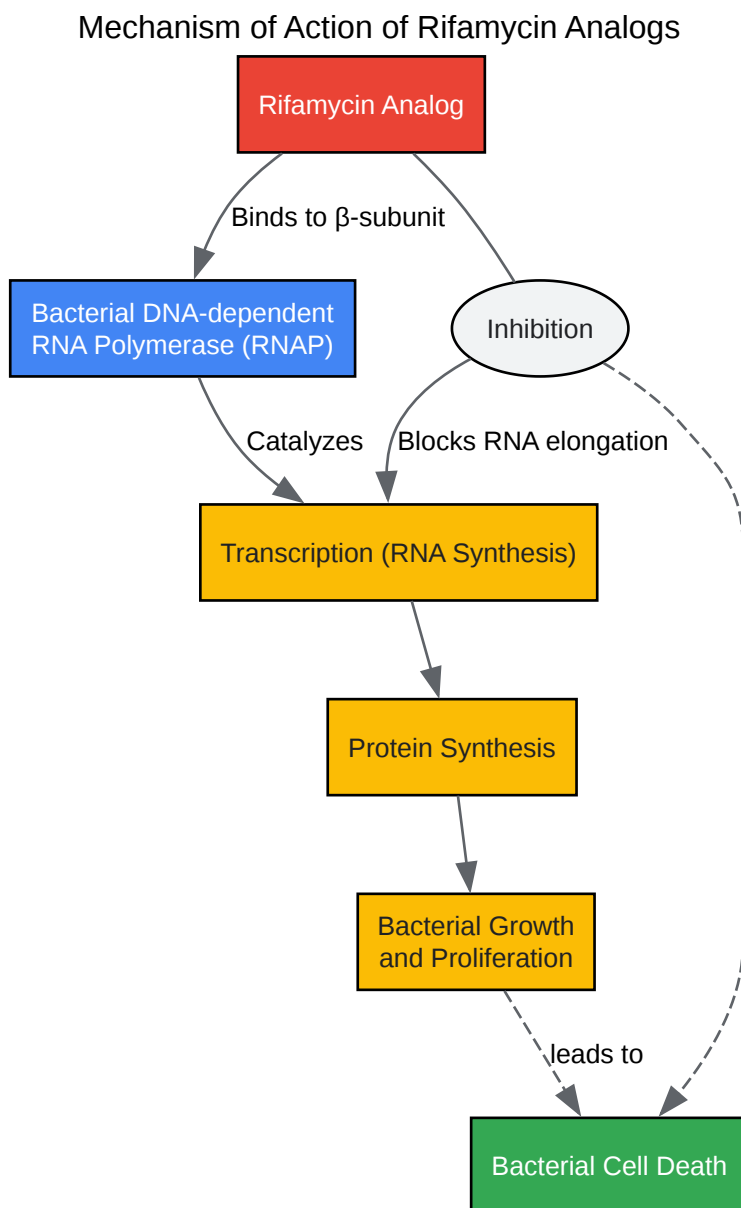 Mechanism of Action of Rifamycin Analogs
Rifamycin Analog
Binds to β-subunit
Bacterial DNA-dependent
RNA Polymerase (RNAP)
Inhibition
Catalyzes
Blocks RNA elongation
Transcription (RNA Synthesis)
Protein Synthesis
Bacterial Growth
and Proliferation
leads to
Bacterial Cell Death